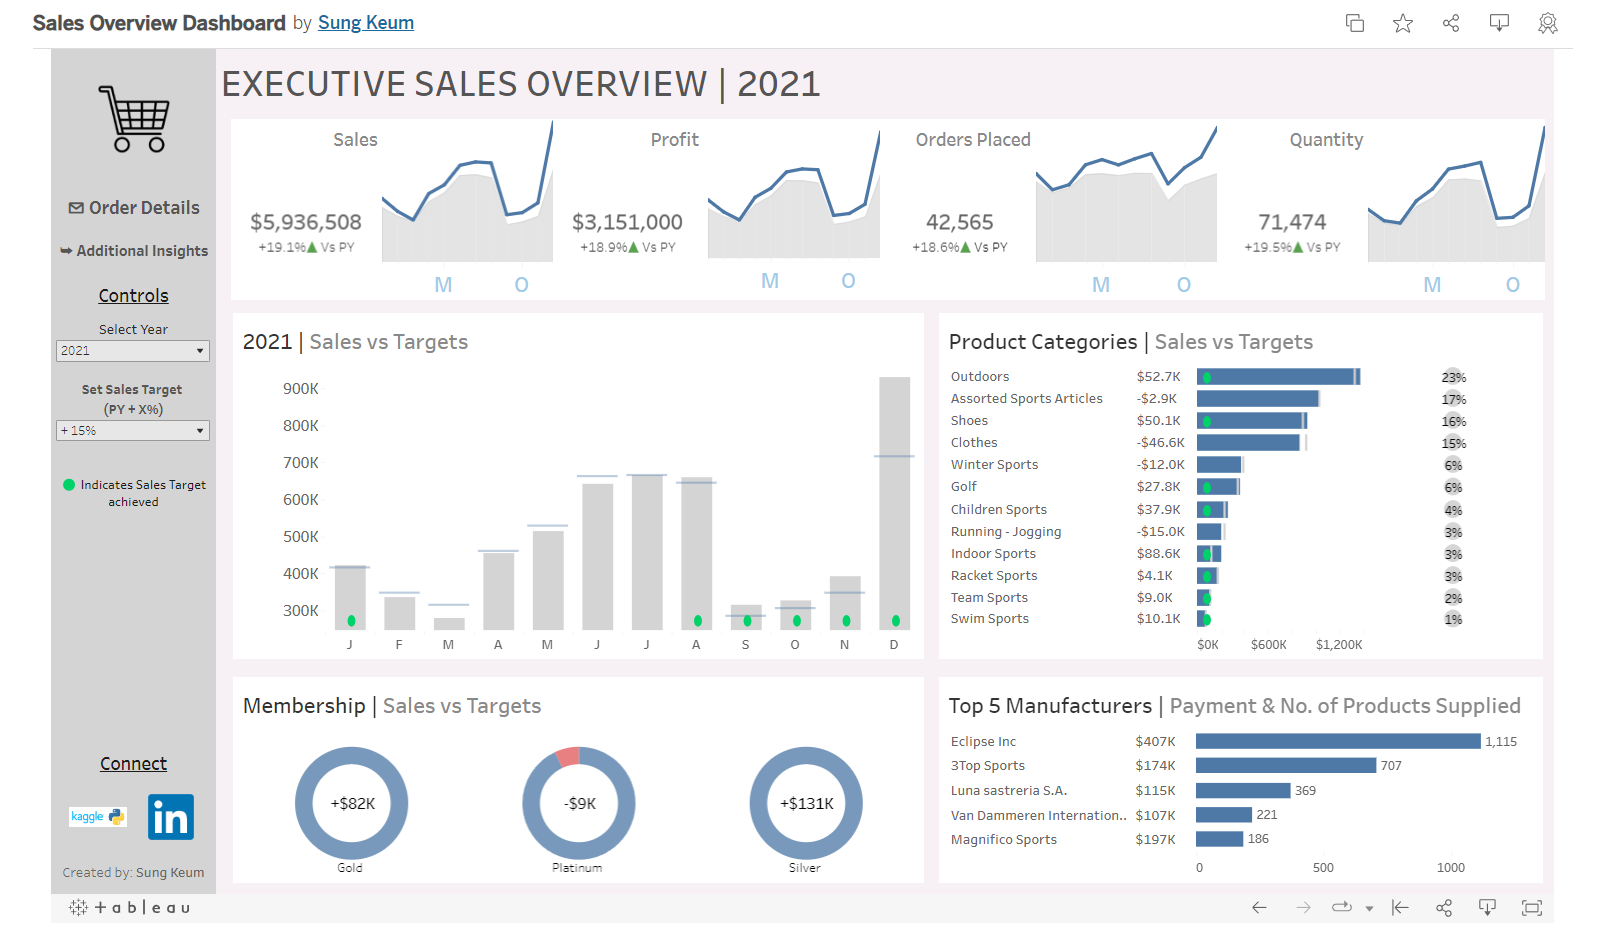 Sales Overview Dashboard by Sung Keum
Order Details
Additional Insights
Controls
Select Year
2021
Set Sales Target
(PY + X%)
+ 15%
Indicates Sales Target
achieved
Connect
kaggle
in
Created by: Sung Keum
EXECUTIVE SALES OVERVIEW | 2021
Sales
$5,936,508
+19.1%▲ Vs PY
M O
Profit
$3,151,000
+18.9%▲ Vs PY
M O
Orders Placed
42,565
+18.6%▲ Vs PY
M O
Quantity
71,474
+19.5%▲ Vs PY
M O
2021 | Sales vs Targets
900K
800K
700K
600K
500K
400K
300K
J F M A M J J A S O N D
Product Categories | Sales vs Targets
Outdoors $52.7K 23%
Assorted Sports Articles -$2.9K 17%
Shoes $50.1K 16%
Clothes -$46.6K 15%
Winter Sports -$12.0K 6%
Golf $27.8K 6%
Children Sports $37.9K 4%
Running - Jogging -$15.0K 3%
Indoor Sports $88.6K 3%
Racket Sports $4.1K 3%
Team Sports $9.0K 2%
Swim Sports $10.1K 1%
$0K $600K $1,200K
Membership | Sales vs Targets
+$82K -$9K +$131K
Gold Platinum Silver
Top 5 Manufacturers | Payment & No. of Products Supplied
Eclipse Inc $407K 1,115
3Top Sports $174K 707
Luna sastreria S.A. $115K 369
Van Dammeren Internation.. $107K 221
Magnifico Sports $197K 186
0 500 1000
+ableau